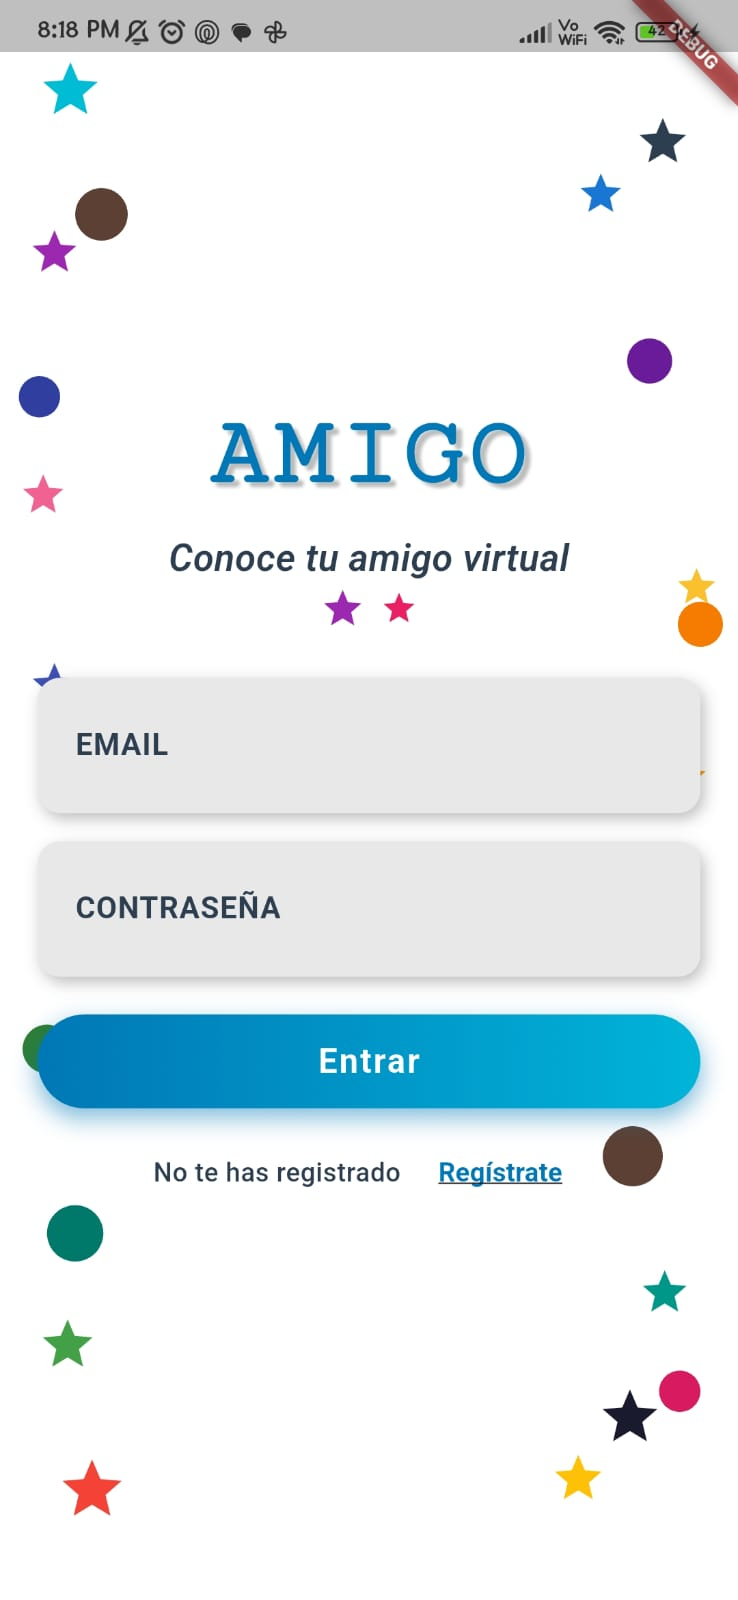 8:18 PM
Vo
WiFi
42
DEBUG
AMIGO
Conoce tu amigo virtual
EMAIL
CONTRASEÑA
Entrar
No te has registrado Regístrate